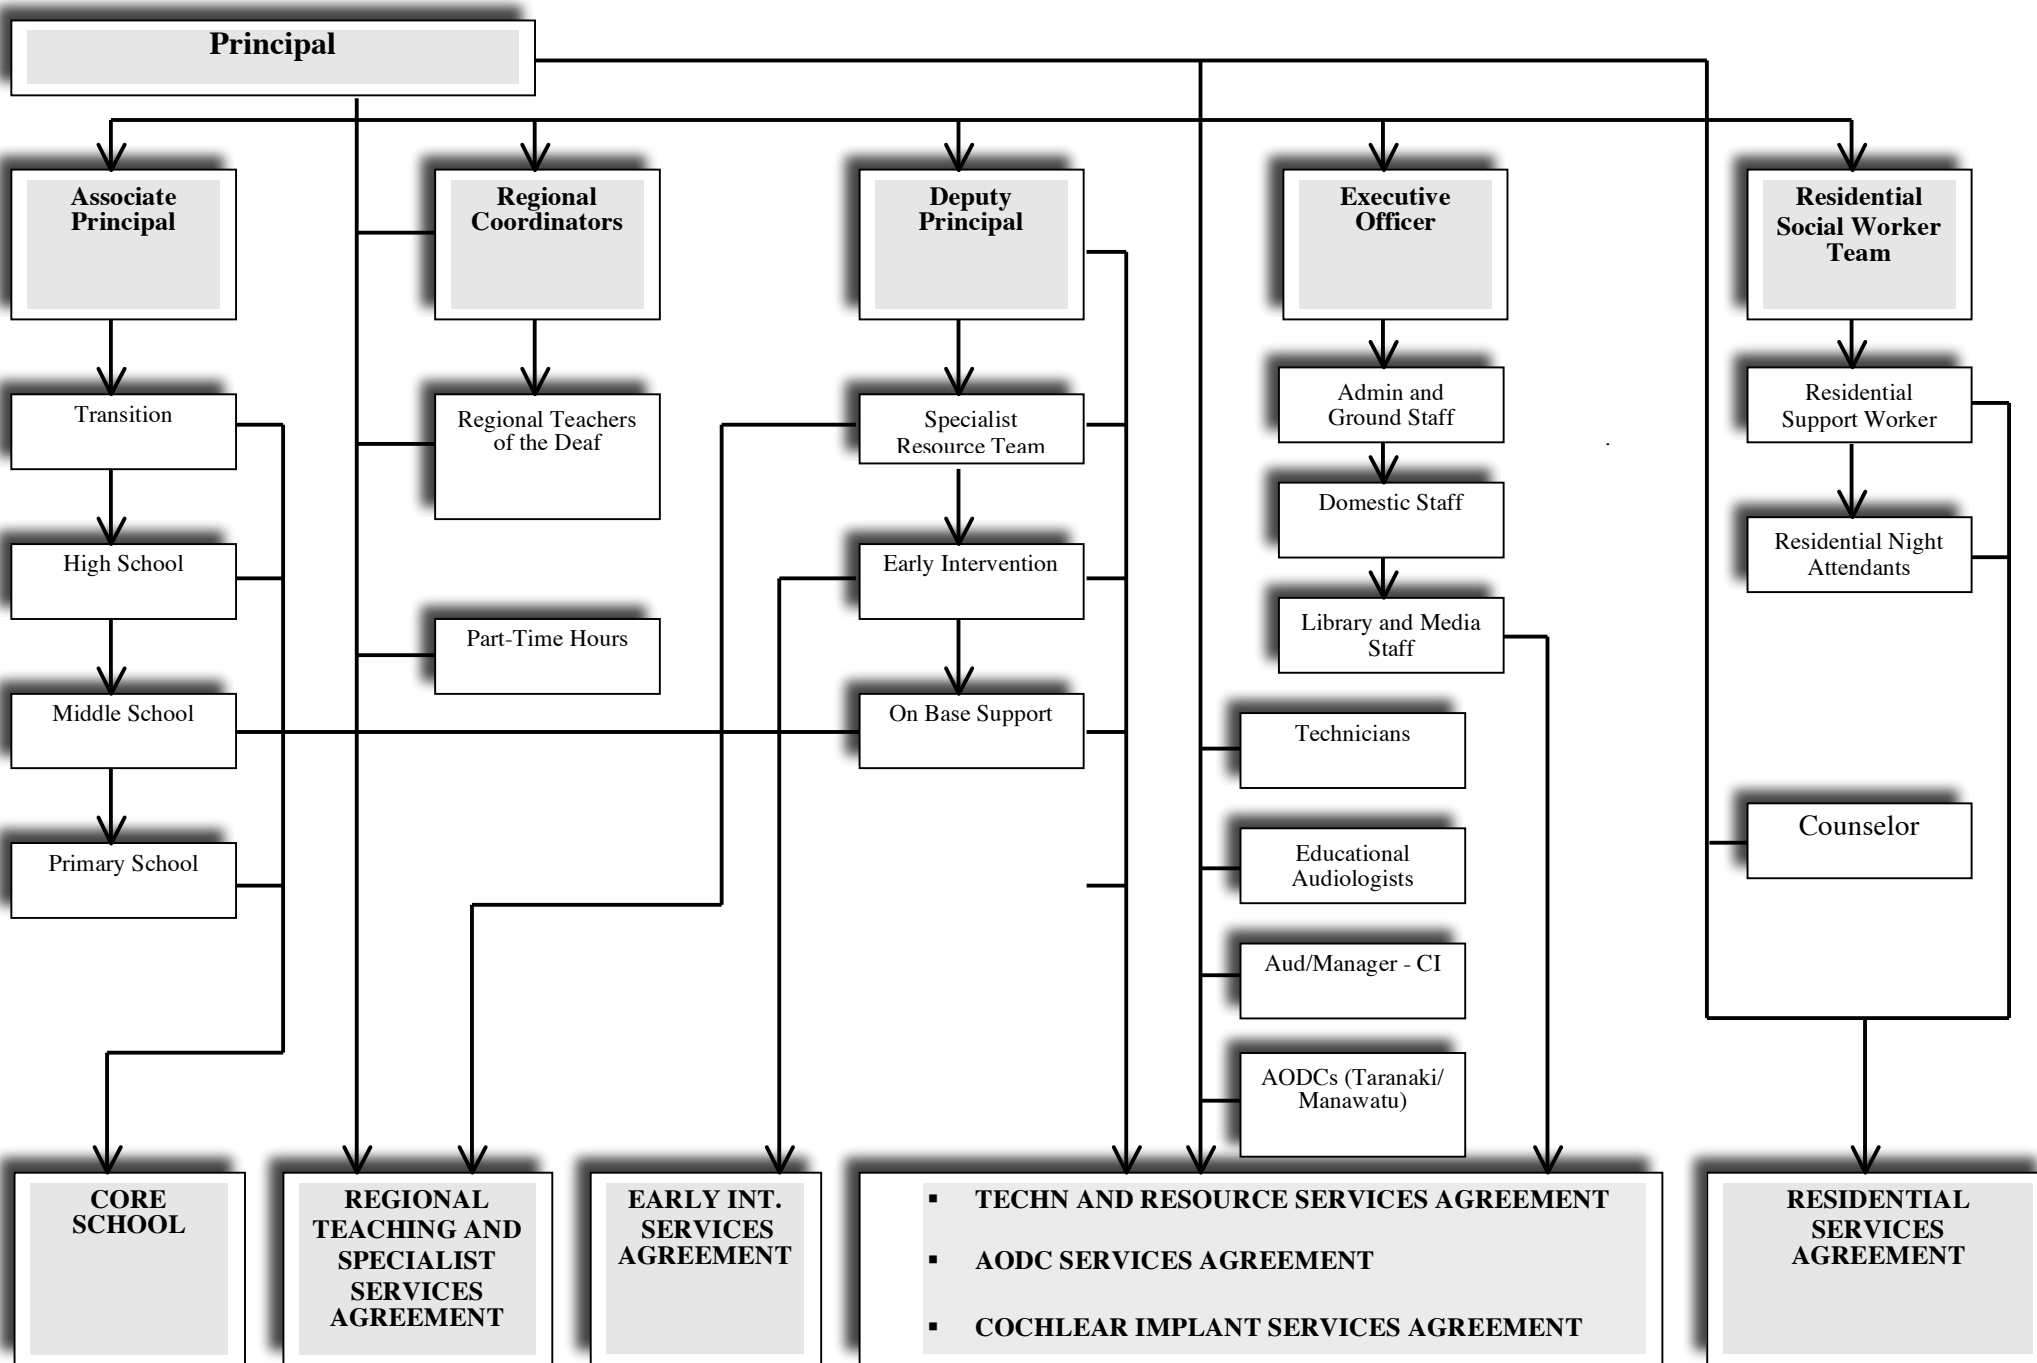 Principal
Associate
Principal
Regional
Coordinators
Deputy
Principal
Executive
Officer
Residential
Social Worker
Team
Transition
Regional Teachers
of the Deaf
Specialist
Resource Team
Admin and
Ground Staff
Residential
Support Worker
High School
Early Intervention
Domestic Staff
Residential Night
Attendants
Part-Time Hours
Library and Media
Staff
Middle School
On Base Support
Technicians
Primary School
Educational
Audiologists
Counselor
Aud/Manager - CI
AODCs (Taranaki/
Manawatu)
CORE
SCHOOL
REGIONAL
TEACHING AND
SPECIALIST
SERVICES
AGREEMENT
EARLY INT.
SERVICES
AGREEMENT
▪ TECHN AND RESOURCE SERVICES AGREEMENT
▪ AODC SERVICES AGREEMENT
▪ COCHLEAR IMPLANT SERVICES AGREEMENT
RESIDENTIAL
SERVICES
AGREEMENT